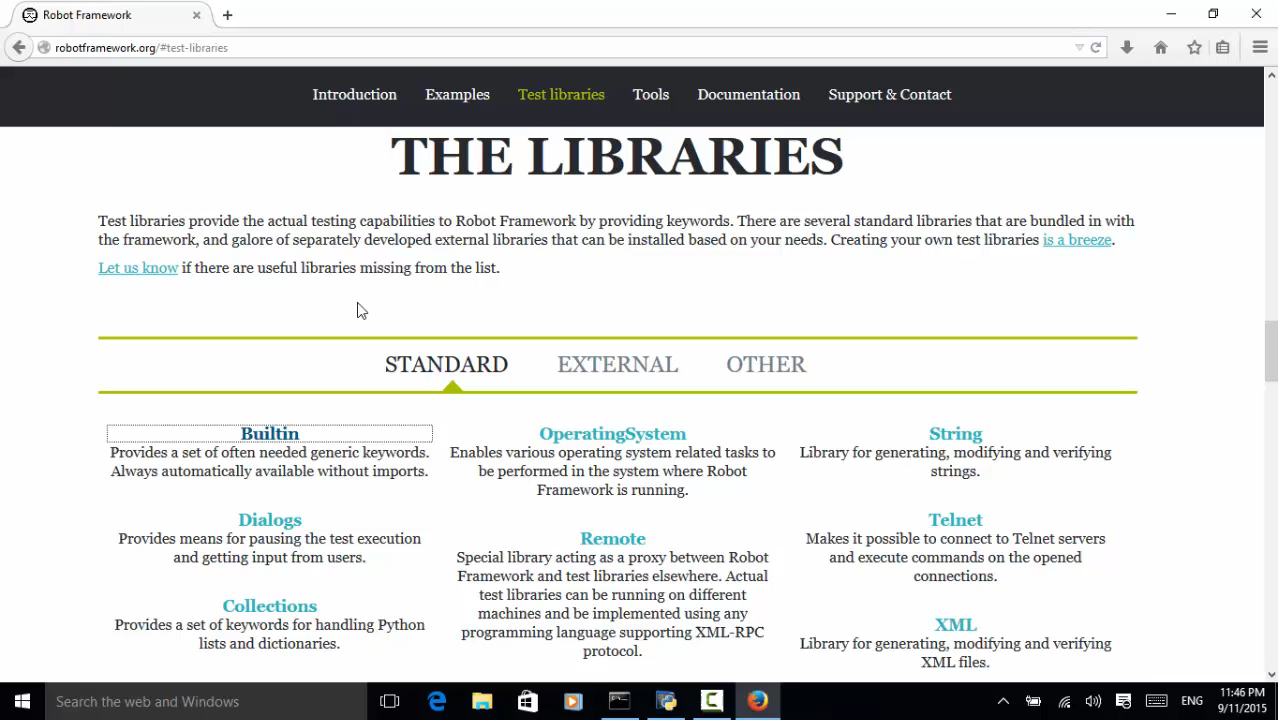 Robot Framework
robotframework.org/#test-libraries
Introduction Examples Test libraries Tools Documentation Support & Contact
THE LIBRARIES
Test libraries provide the actual testing capabilities to Robot Framework by providing keywords. There are several standard libraries that are bundled in with
the framework, and galore of separately developed external libraries that can be installed based on your needs. Creating your own test libraries is a breeze.
Let us know if there are useful libraries missing from the list.
STANDARD EXTERNAL OTHER
Builtin
Provides a set of often needed generic keywords.
Always automatically available without imports.
Dialogs
Provides means for pausing the test execution
and getting input from users.
Collections
Provides a set of keywords for handling Python
lists and dictionaries.
OperatingSystem
Enables various operating system related tasks to
be performed in the system where Robot
Framework is running.
Remote
Special library acting as a proxy between Robot
Framework and test libraries elsewhere. Actual
test libraries can be running on different
machines and be implemented using any
programming language supporting XML-RPC
protocol.
String
Library for generating, modifying and verifying
strings.
Telnet
Makes it possible to connect to Telnet servers
and execute commands on the opened
connections.
XML
Library for generating, modifying and verifying
XML files.
Search the web and Windows
ENG
11:46 PM
9/11/2015